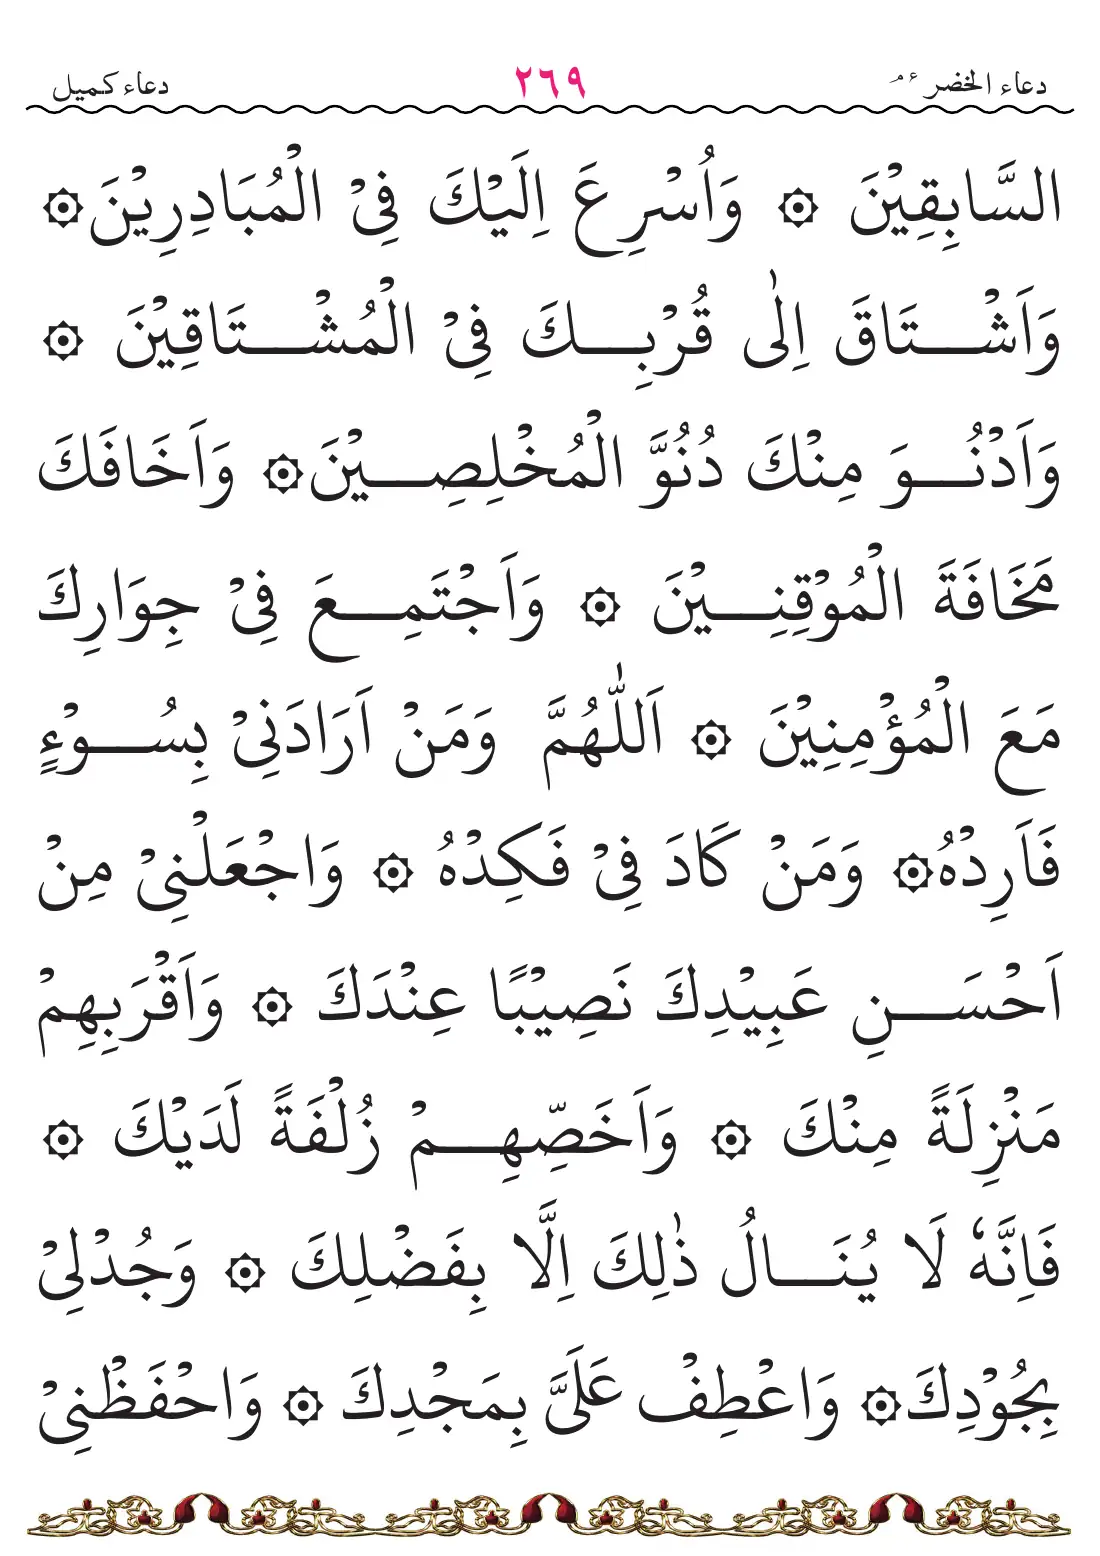 دعاء الخضر ؑ م ٢٦٩ دعاء كميل
السَّابِقِيْنَ ۞ وَاُسْرِعَ اِلَيْكَ فِىْ الْمُبَادِرِيْنَ ۞
وَاَشْتَاقَ اِلٰى قُرْبِكَ فِىْ الْمُشْتَاقِيْنَ ۞
وَاَدْنُوَ مِنْكَ دُنُوَّ الْمُخْلِصِيْنَ ۞ وَاَخَافَكَ
مَخَافَةَ الْمُوْقِنِيْنَ ۞ وَاَجْتَمِعَ فِىْ جِوَارِكَ
مَعَ الْمُؤْمِنِيْنَ ۞ اَللّٰهُمَّ وَمَنْ اَرَادَنِىْ بِسُوْءٍ
فَاَرِدْهُ ۞ وَمَنْ كَادَ فِىْ فَكِدْهُ ۞ وَاجْعَلْنِىْ مِنْ
اَحْسَنِ عَبِيْدِكَ نَصِيْبًا عِنْدَكَ ۞ وَاَقْرَبِهِمْ
مَنْزِلَةً مِنْكَ ۞ وَاَخَصِّهِمْ زُلْفَةً لَدَيْكَ ۞
فَاِنَّهٗ لَا يُنَالُ ذٰلِكَ اِلَّا بِفَضْلِكَ ۞ وَجُدْلِىْ
بِجُوْدِكَ ۞ وَاعْطِفْ عَلَىَّ بِمَجْدِكَ ۞ وَاحْفَظْنِىْ